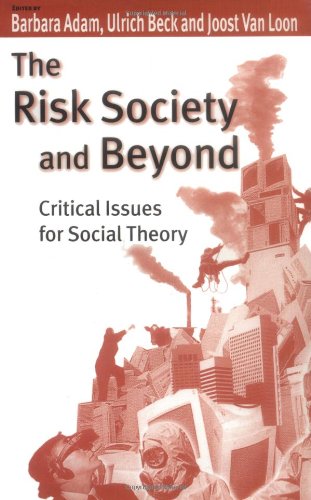 EDITED BY
Barbara Adam, Ulrich Beck and Joost Van Loon
The
Risk Society
and Beyond
Critical Issues
for Social Theory